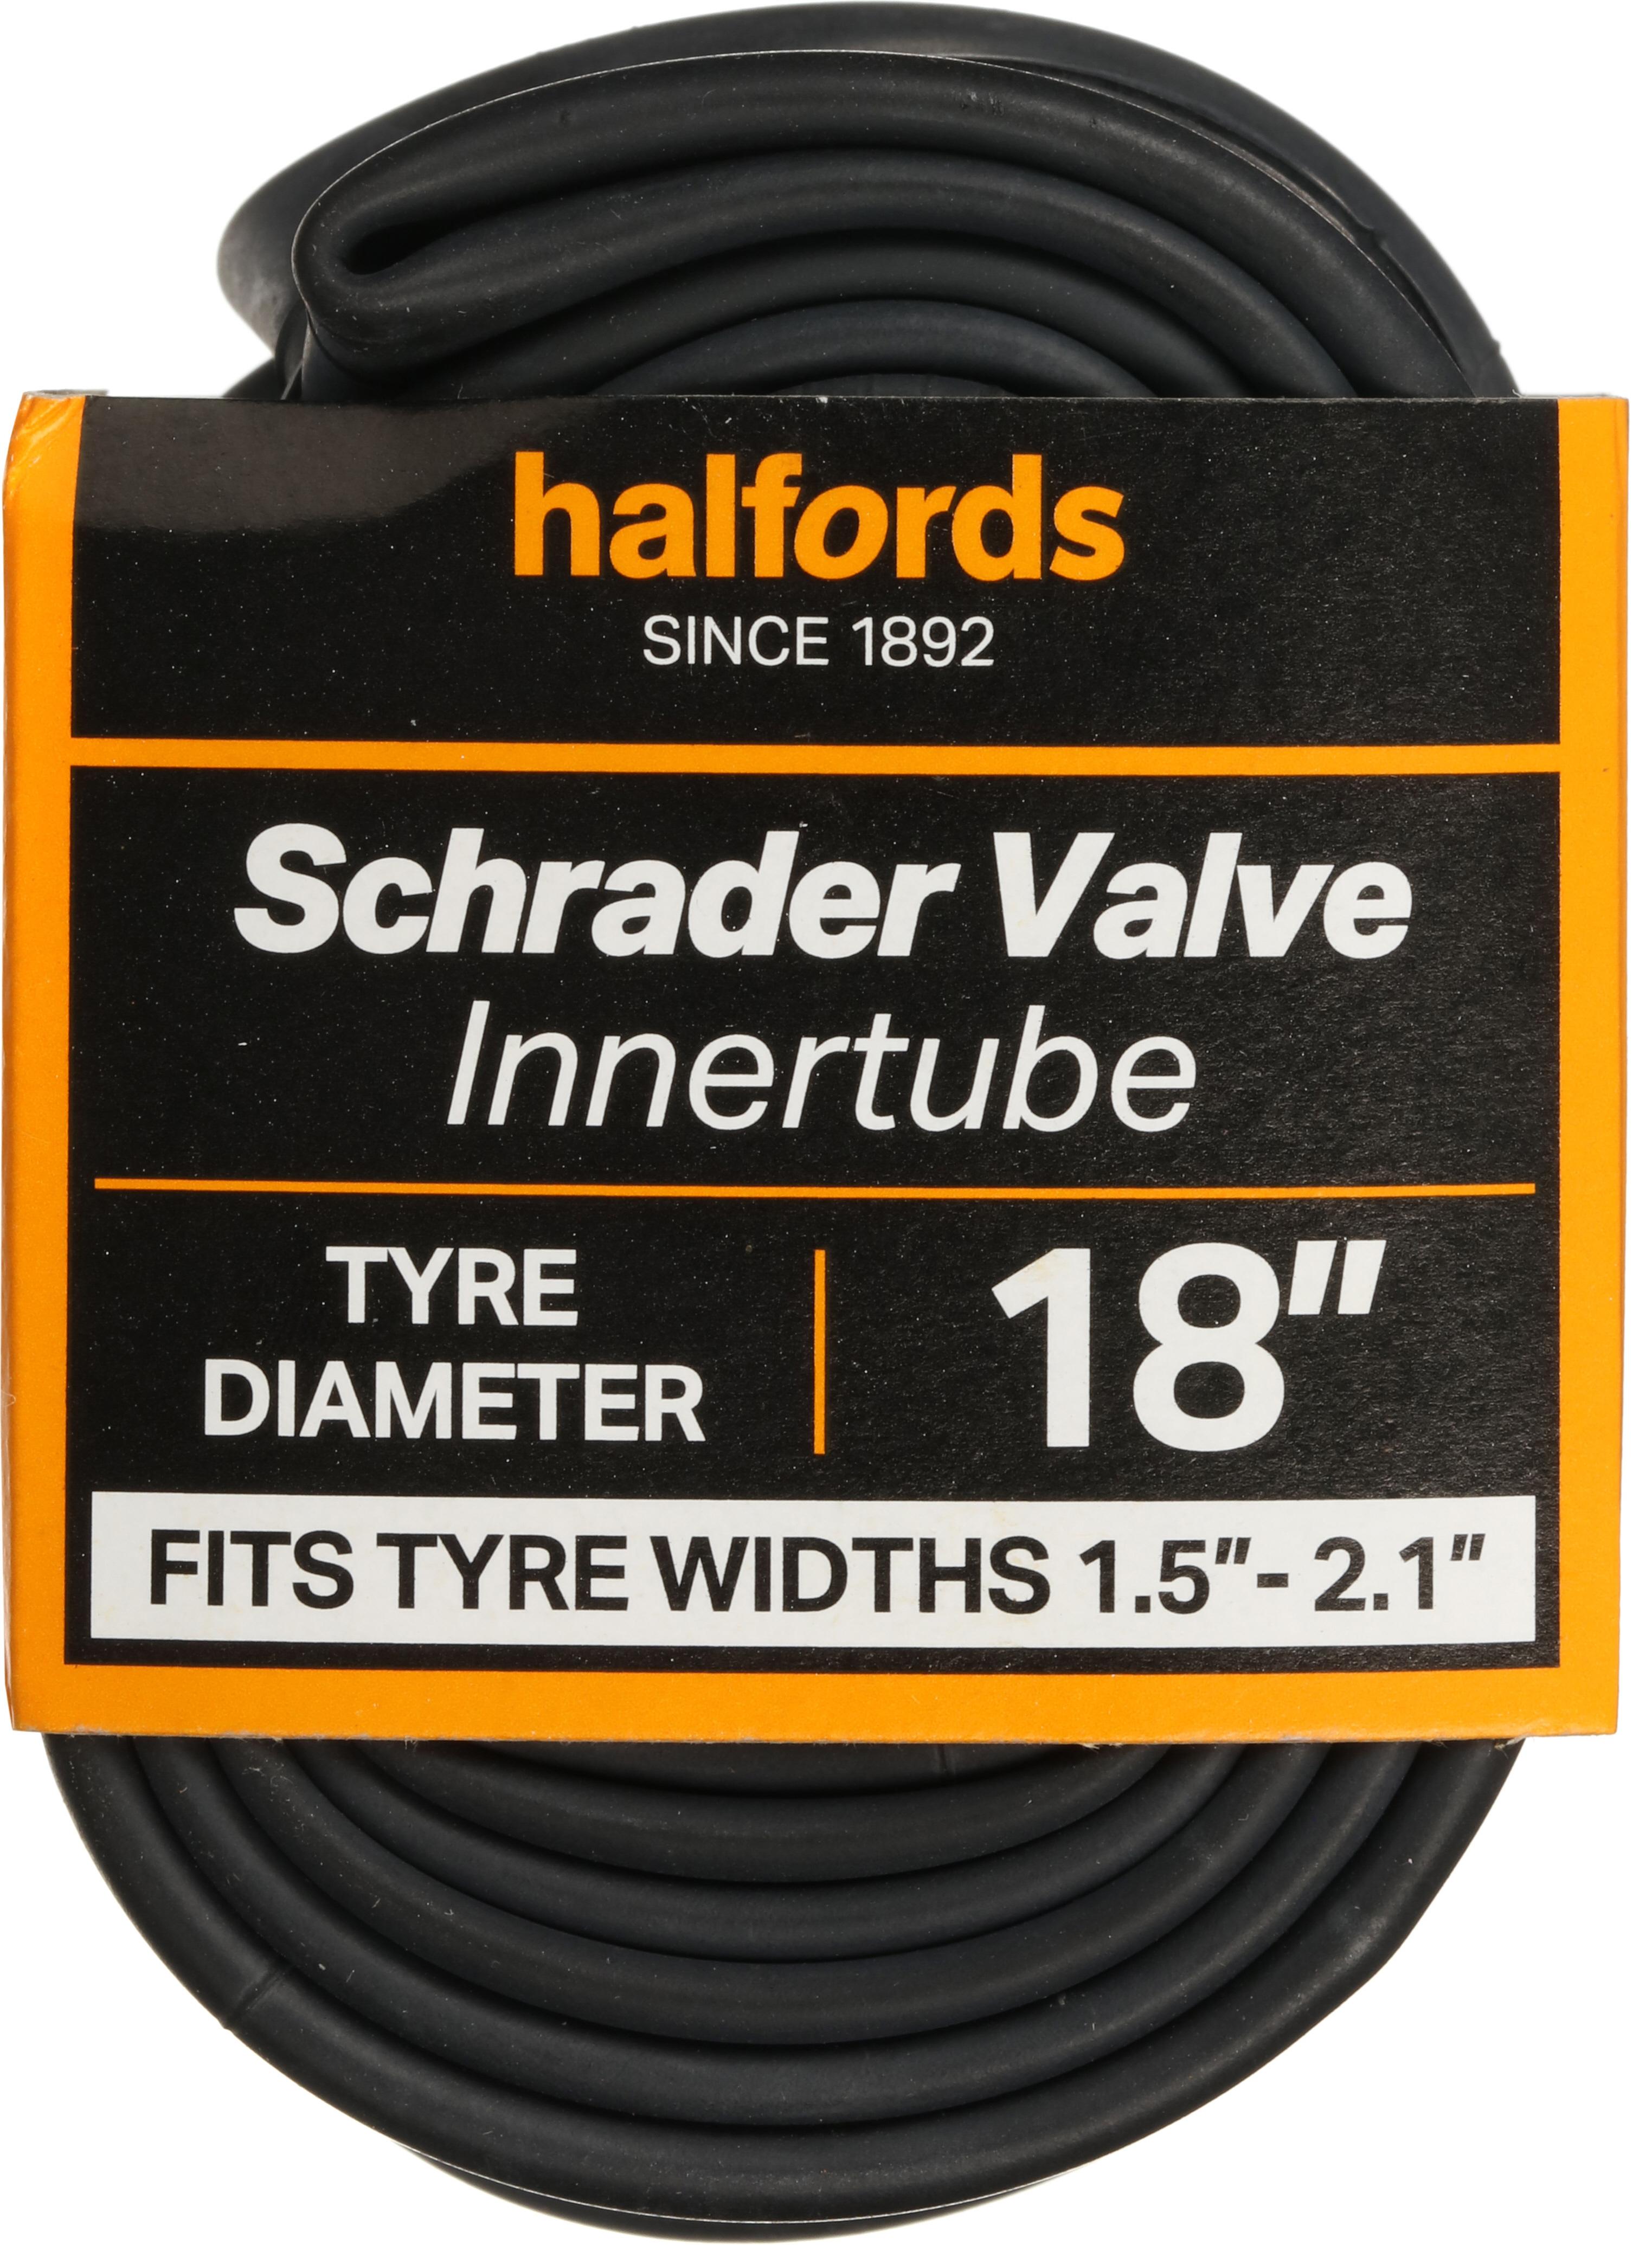 halfords
SINCE 1892
Schrader Valve
Innertube
TYRE
DIAMETER
18"
FITS TYRE WIDTHS 1.5"- 2.1"